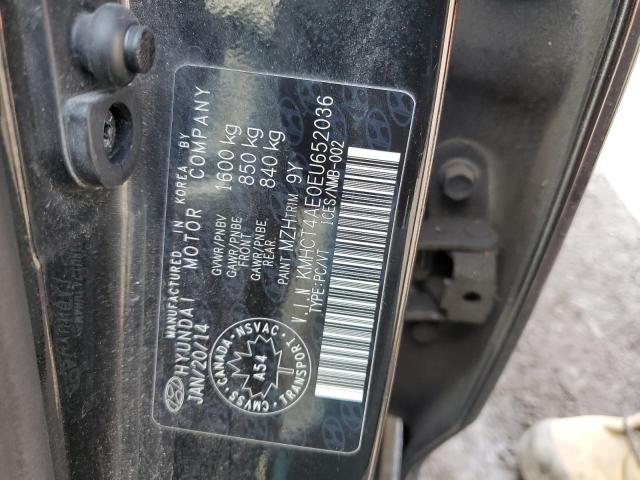 MANUFACTURED IN KOREA BY
HYUNDAI MOTOR COMPANY
JAN/20/14
GVWR/PNBV 1600 kg
GAWR/PNBE FRONT 850 kg
GAWR/PNBE REAR 840 kg
PAINT MZH TRIM 9Y
V.I.N KMHCT4AE0EU652036
TYPE:PC/VT ICES/NMB-002
CANADA NSVAC
A54
CMVSS TRANSPORT